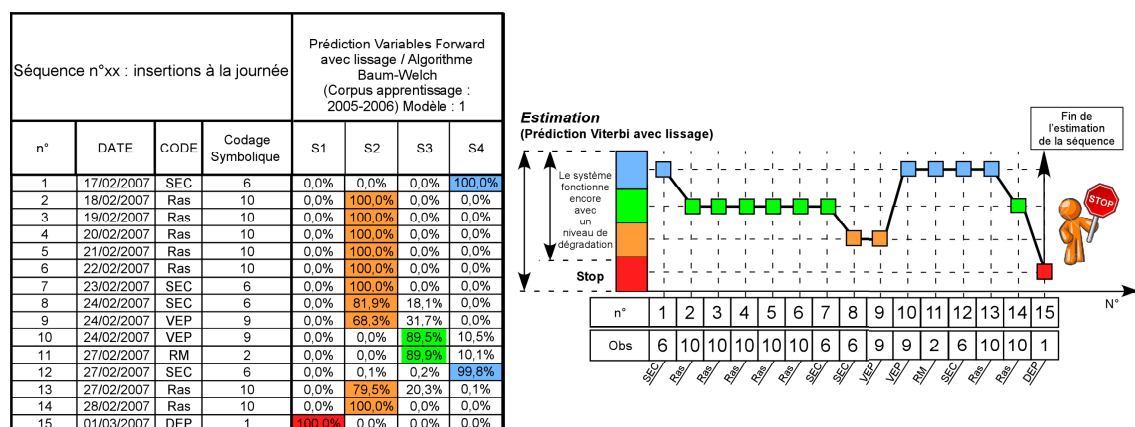 Séquence n°xx : insertions à la journée
Prédiction Variables Forward
avec lissage / Algorithme
Baum-Welch
(Corpus apprentissage :
2005-2006) Modèle : 1
n° DATE CODE Codage Symbolique S1 S2 S3 S4
1 17/02/2007 SEC 6 0,0% 0,0% 0,0% 100,0%
2 18/02/2007 Ras 10 0,0% 100,0% 0,0% 0,0%
3 19/02/2007 Ras 10 0,0% 100,0% 0,0% 0,0%
4 20/02/2007 Ras 10 0,0% 100,0% 0,0% 0,0%
5 21/02/2007 Ras 10 0,0% 100,0% 0,0% 0,0%
6 22/02/2007 Ras 10 0,0% 100,0% 0,0% 0,0%
7 23/02/2007 SEC 6 0,0% 100,0% 0,0% 0,0%
8 24/02/2007 SEC 6 0,0% 81,9% 18,1% 0,0%
9 24/02/2007 VEP 9 0,0% 68,3% 31,7% 0,0%
10 24/02/2007 VEP 9 0,0% 0,0% 89,5% 10,5%
11 27/02/2007 RM 2 0,0% 0,0% 89,9% 10,1%
12 27/02/2007 SEC 6 0,0% 0,1% 0,2% 99,8%
13 27/02/2007 Ras 10 0,0% 79,5% 20,3% 0,1%
14 28/02/2007 Ras 10 0,0% 100,0% 0,0% 0,0%
15 01/03/2007 DEP 1 100,0% 0,0% 0,0% 0,0%
Estimation
(Prédiction Viterbi avec lissage)
Fin de
l'estimation
de la séquence
Le système
fonctionne
encore
avec
un
niveau de
dégradation
Stop
STOP
N°
n° 1 2 3 4 5 6 7 8 9 10 11 12 13 14 15
Obs 6 10 10 10 10 10 6 6 9 9 2 6 10 10 1
SEC Ras Ras Ras Ras Ras SEC SEC VEP VEP RM SEC Ras Ras DEP